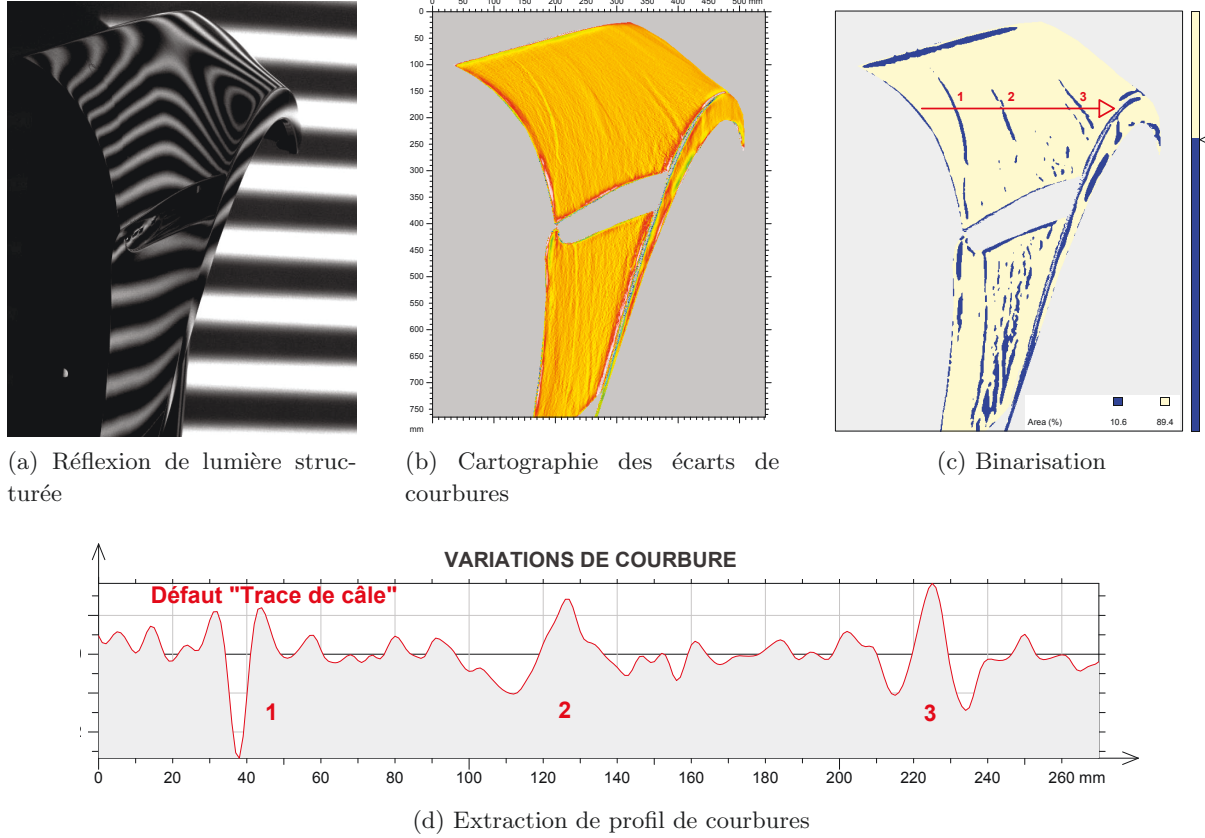 0 50 100 150 200 250 300 350 400 450 500 mm
0
50
100
150
200
250
300
350
400
450
500
550
600
650
700
750
mm
1 2 3
Area (%) 10.6 89.4
(a) Réflexion de lumière struc-
turée
(b) Cartographie des écarts de
courbures
(c) Binarisation
VARIATIONS DE COURBURE
Défaut "Trace de câle"
1 2 3
0 20 40 60 80 100 120 140 160 180 200 220 240 260 mm
(d) Extraction de profil de courbures